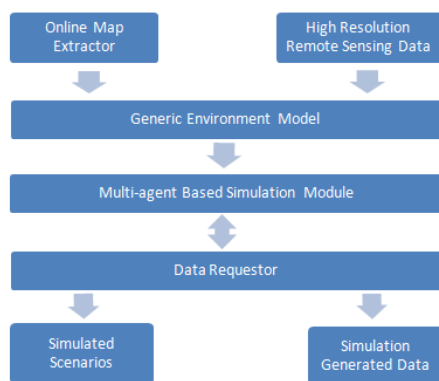 Online Map
Extractor
High Resolution
Remote Sensing Data
Generic Environment Model
Multi-agent Based Simulation Module
Data Requestor
Simulated
Scenarios
Simulation
Generated Data